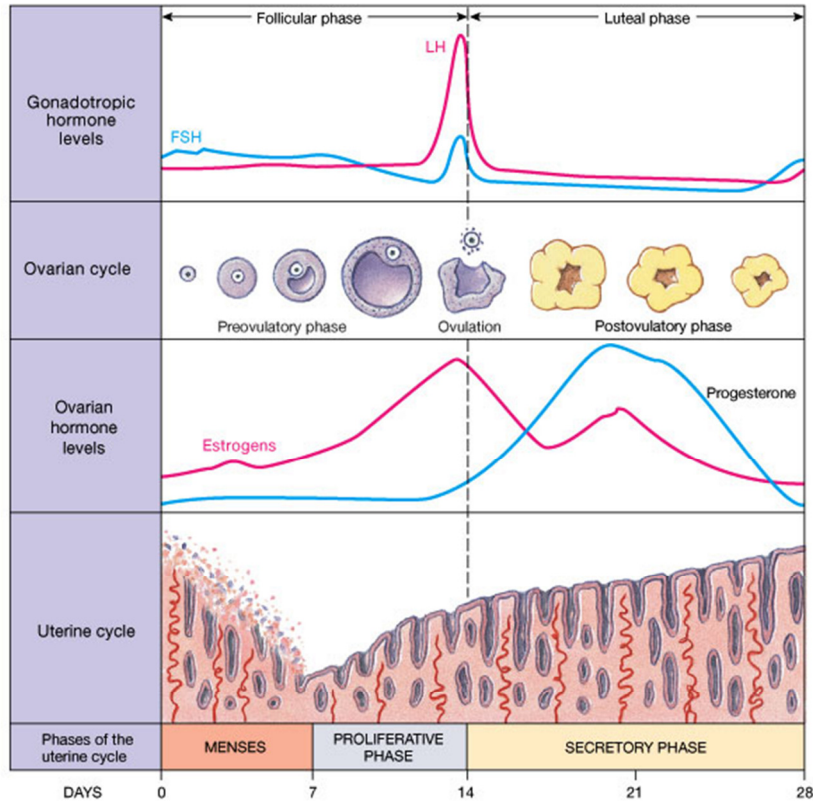 Follicular phase
Luteal phase
Gonadotropic
hormone
levels
LH
FSH
Ovarian cycle
Preovulatory phase
Ovulation
Postovulatory phase
Ovarian
hormone
levels
Estrogens
Progesterone
Uterine cycle
Phases of the
uterine cycle
MENSES
PROLIFERATIVE
PHASE
SECRETORY PHASE
DAYS
0
7
14
21
28